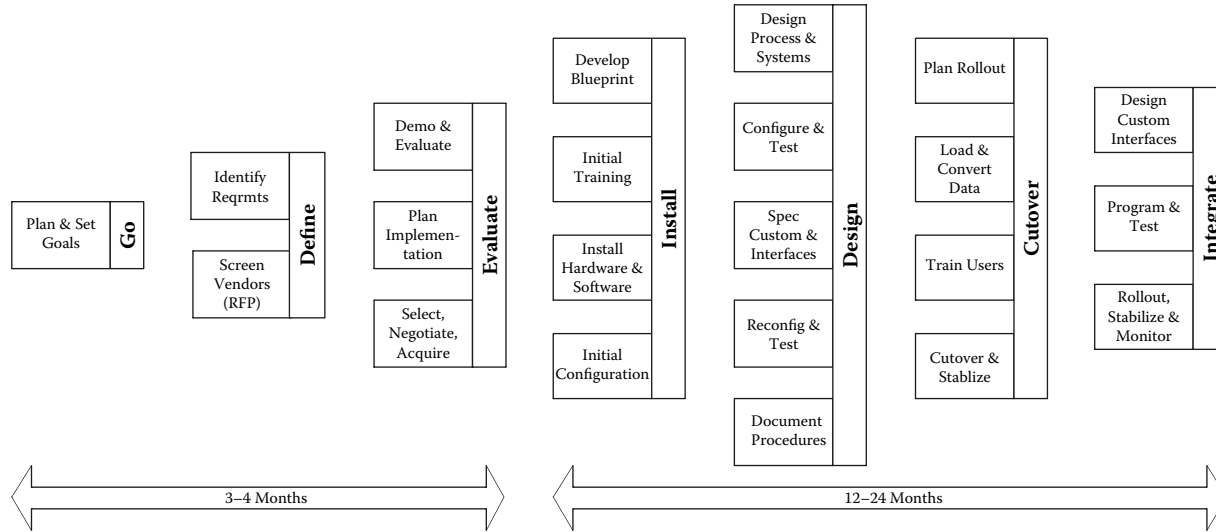 Plan & Set
Goals
Go
Identify
Reqrmts
Screen
Vendors
(RFP)
Define
Demo &
Evaluate
Plan
Implemen-
tation
Select,
Negotiate,
Acquire
Evaluate
Develop
Blueprint
Initial
Training
Install
Hardware &
Software
Initial
Configuration
Install
Design
Process &
Systems
Configure &
Test
Spec
Custom &
Interfaces
Reconfig &
Test
Document
Procedures
Design
Plan Rollout
Load &
Convert
Data
Train Users
Cutover &
Stablize
Cutover
Design
Custom
Interfaces
Program &
Test
Rollout,
Stabilize &
Monitor
Integrate
3–4 Months
12–24 Months